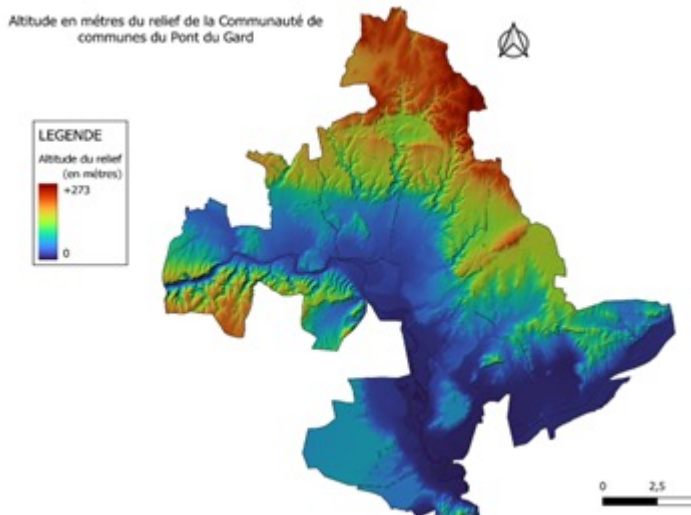 Altitude en mètres du relief de la Communauté de
communes du Pont du Gard
LEGENDE
Altitude du relief
(en mètres)
+273
0
0 2,5